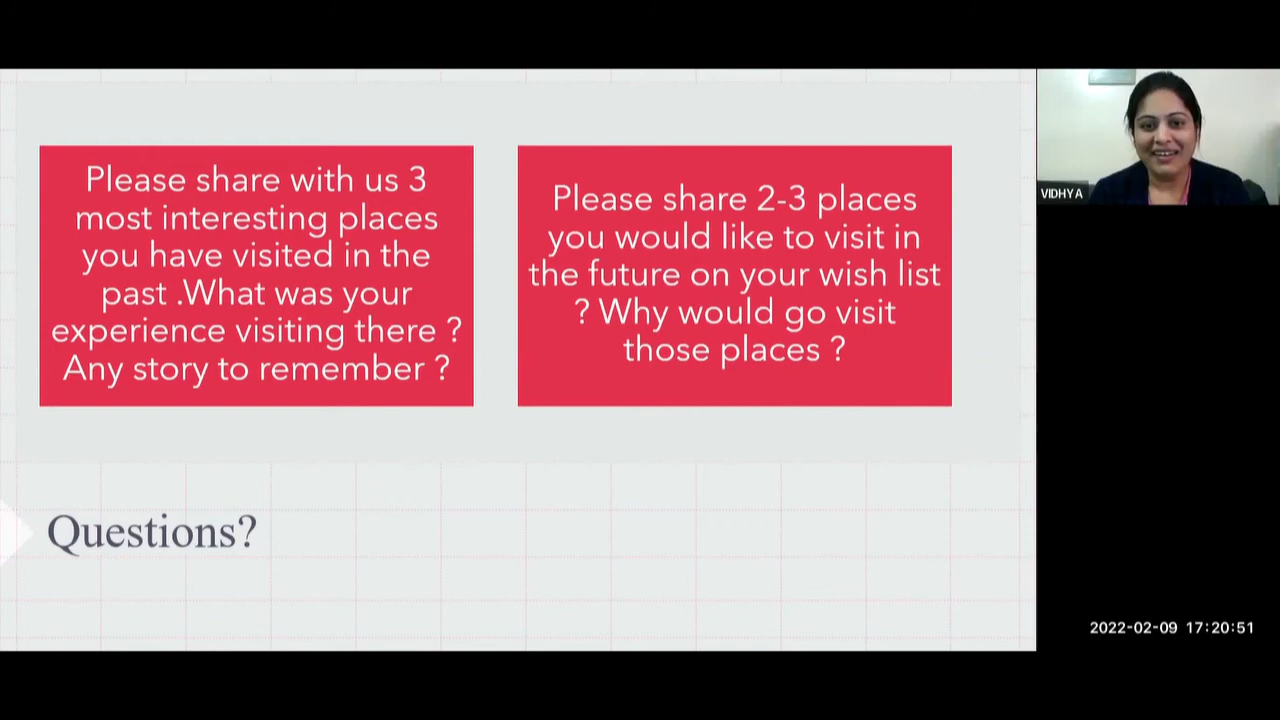 Please share with us 3
most interesting places
you have visited in the
past .What was your
experience visiting there ?
Any story to remember ?
Please share 2-3 places
you would like to visit in
the future on your wish list
? Why would go visit
those places ?
Questions?
VIDHYA
2022-02-09 17:20:51